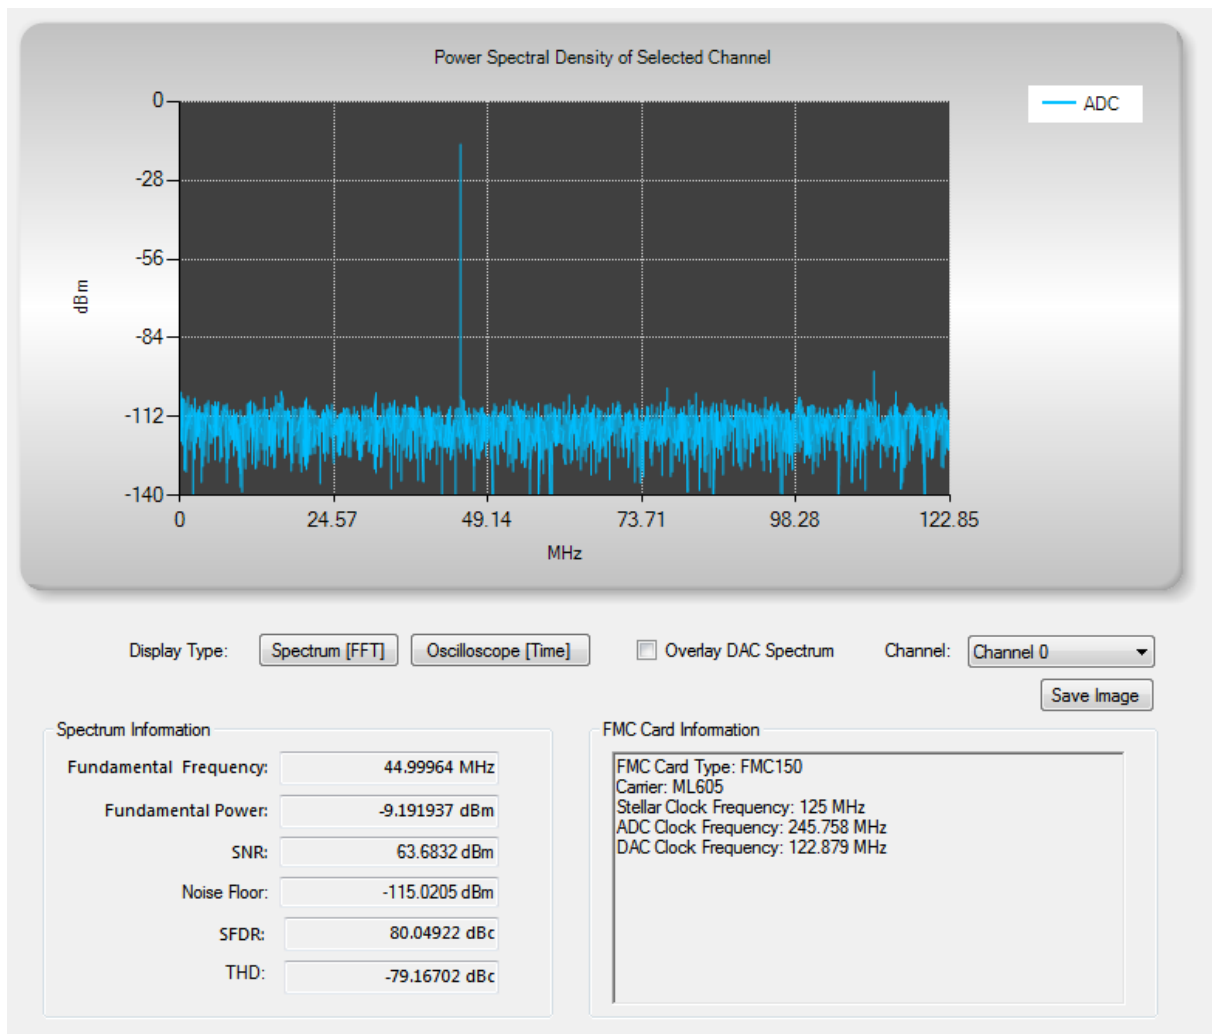 Power Spectral Density of Selected Channel
ADC
0
-28
-56
-84
-112
-140
dBm
0 24.57 49.14 73.71 98.28 122.85
MHz
Display Type: Spectrum [FFT] Oscilloscope [Time] Overlay DAC Spectrum Channel: Channel 0
Save Image
Spectrum Information
Fundamental Frequency: 44.99964 MHz
Fundamental Power: -9.191937 dBm
SNR: 63.6832 dBm
Noise Floor: -115.0205 dBm
SFDR: 80.04922 dBc
THD: -79.16702 dBc
FMC Card Information
FMC Card Type: FMC150
Carrier: ML605
Stellar Clock Frequency: 125 MHz
ADC Clock Frequency: 245.758 MHz
DAC Clock Frequency: 122.879 MHz